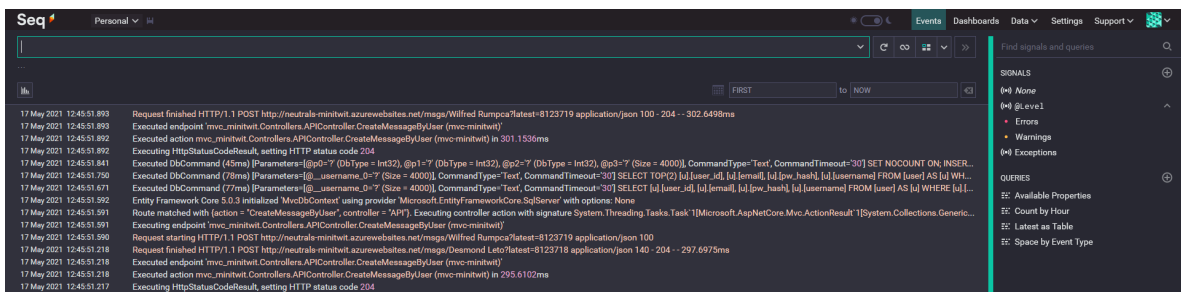 Seq Personal Events Dashboards Data Settings Support
Find signals and queries
...
FIRST to NOW
SIGNALS
None
@Level
Errors
Warnings
Exceptions
QUERIES
Available Properties
Count by Hour
Latest as Table
Space by Event Type
17 May 2021 12:45:51.893 Request finished HTTP/1.1 POST http://neutrals-minitwit.azurewebsites.net/msgs/Wilfred Rumpca?latest=8123719 application/json 100 - 204 - - 302.6498ms
17 May 2021 12:45:51.893 Executed endpoint 'mvc_minitwit.Controllers.APIController.CreateMessageByUser (mvc-minitwit)'
17 May 2021 12:45:51.892 Executed action mvc_minitwit.Controllers.APIController.CreateMessageByUser (mvc-minitwit) in 301.1536ms
17 May 2021 12:45:51.892 Executing HttpStatusCodeResult, setting HTTP status code 204
17 May 2021 12:45:51.841 Executed DbCommand (45ms) [Parameters=[@p0='?' (DbType = Int32), @p1='?' (DbType = Int32), @p2='?' (DbType = Int32), @p3='?' (Size = 4000)], CommandType='Text', CommandTimeout='30'] SET NOCOUNT ON; INSER...
17 May 2021 12:45:51.750 Executed DbCommand (78ms) [Parameters=[@__username_0='?' (Size = 4000)], CommandType='Text', CommandTimeout='30'] SELECT TOP(2) [u].[user_id], [u].[email], [u].[pw_hash], [u].[username] FROM [user] AS [u] WH...
17 May 2021 12:45:51.671 Executed DbCommand (77ms) [Parameters=[@__username_0='?' (Size = 4000)], CommandType='Text', CommandTimeout='30'] SELECT [u].[user_id], [u].[email], [u].[pw_hash], [u].[username] FROM [user] AS [u] WHERE [u].[...
17 May 2021 12:45:51.592 Entity Framework Core 5.0.3 initialized 'MvcDbContext' using provider 'Microsoft.EntityFrameworkCore.SqlServer' with options: None
17 May 2021 12:45:51.591 Route matched with {action = "CreateMessageByUser", controller = "API"}. Executing controller action with signature System.Threading.Tasks.Task`1[Microsoft.AspNetCore.Mvc.ActionResult`1[System.Collections.Generic...
17 May 2021 12:45:51.591 Executing endpoint 'mvc_minitwit.Controllers.APIController.CreateMessageByUser (mvc-minitwit)'
17 May 2021 12:45:51.590 Request starting HTTP/1.1 POST http://neutrals-minitwit.azurewebsites.net/msgs/Wilfred Rumpca?latest=8123719 application/json 100
17 May 2021 12:45:51.218 Request finished HTTP/1.1 POST http://neutrals-minitwit.azurewebsites.net/msgs/Desmond Leto?latest=8123718 application/json 140 - 204 - - 297.6975ms
17 May 2021 12:45:51.218 Executed endpoint 'mvc_minitwit.Controllers.APIController.CreateMessageByUser (mvc-minitwit)'
17 May 2021 12:45:51.218 Executed action mvc_minitwit.Controllers.APIController.CreateMessageByUser (mvc-minitwit) in 295.6102ms
17 May 2021 12:45:51.217 Executing HttpStatusCodeResult, setting HTTP status code 204